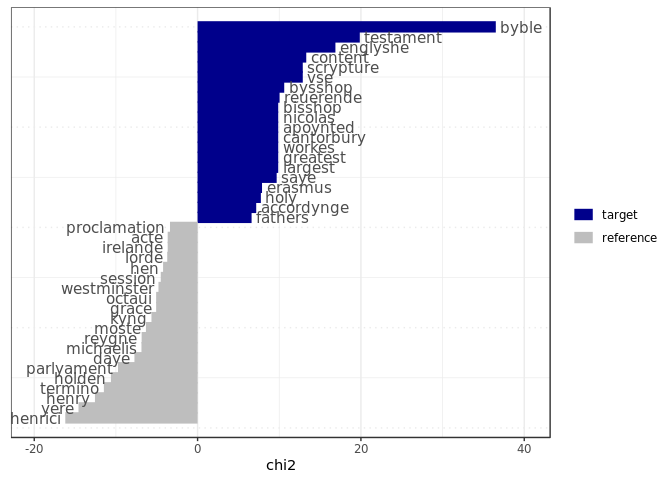 byble
testament
englyshe
content
scrypture
vse
bysshop
reuerende
bisshop
nicolas
apoynted
cantorbury
workes
greatest
largest
saye
erasmus
holy
accordynge
fathers
proclamation
acte
irelande
lorde
hen
session
westminster
octaui
grace
kyng
moste
reygne
michaelis
daye
parlyament
holden
termino
henry
yere
henrici
target
reference
-20 0 20 40
chi2